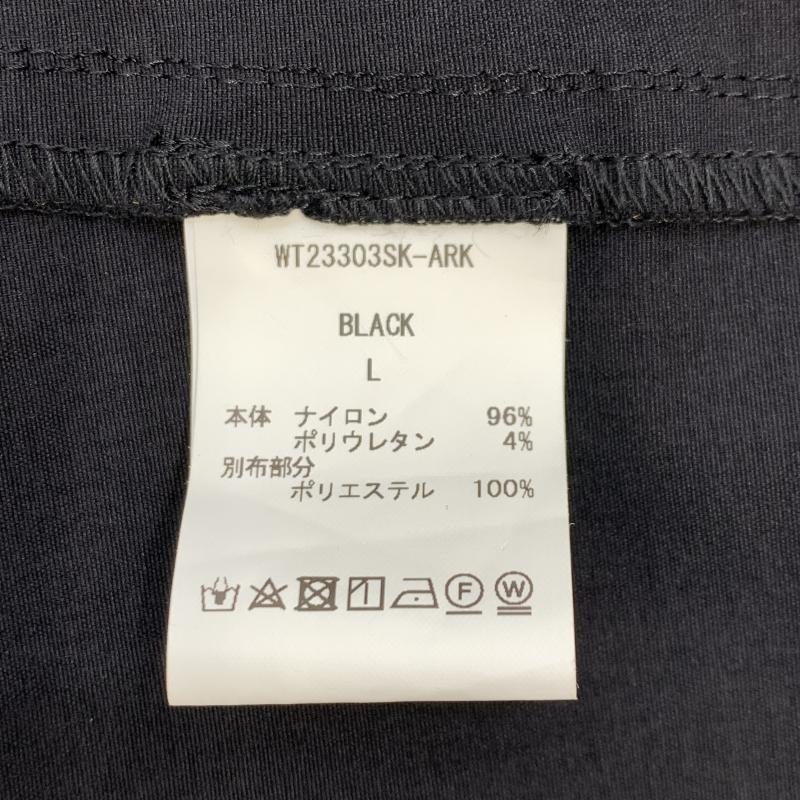 WT23303SK-ARK
BLACK
L
本体 ナイロン 96%
ポリウレタン 4%
別布部分
ポリエステル 100%
F W